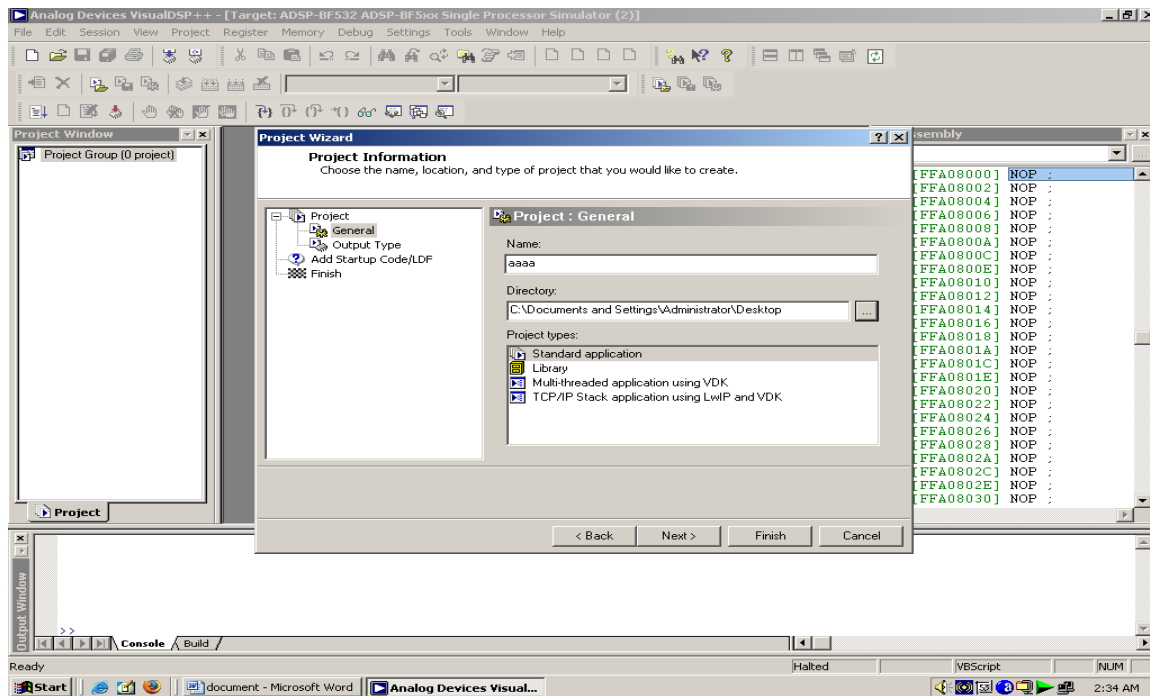 Analog Devices VisualDSP++ - [Target: ADSP-BF532 ADSP-BF5xx Single Processor Simulator (2)]
File Edit Session View Project Register Memory Debug Settings Tools Window Help
Project Window
Project Group (0 project)
Project
Project Wizard
Project Information
Choose the name, location, and type of project that you would like to create.
Project
General
Output Type
Add Startup Code/LDF
Finish
Project : General
Name:
aaaa
Directory:
C:\Documents and Settings\Administrator\Desktop
...
Project types:
Standard application
Library
Multi-threaded application using VDK
TCP/IP Stack application using LwIP and VDK
< Back Next > Finish Cancel
sembly
[FFA08000] NOP ;
[FFA08002] NOP ;
[FFA08004] NOP ;
[FFA08006] NOP ;
[FFA08008] NOP ;
[FFA0800A] NOP ;
[FFA0800C] NOP ;
[FFA0800E] NOP ;
[FFA08010] NOP ;
[FFA08012] NOP ;
[FFA08014] NOP ;
[FFA08016] NOP ;
[FFA08018] NOP ;
[FFA0801A] NOP ;
[FFA0801C] NOP ;
[FFA0801E] NOP ;
[FFA08020] NOP ;
[FFA08022] NOP ;
[FFA08024] NOP ;
[FFA08026] NOP ;
[FFA08028] NOP ;
[FFA0802A] NOP ;
[FFA0802C] NOP ;
[FFA0802E] NOP ;
[FFA08030] NOP ;
Output Window
>>
Console Build
Ready Halted VBScript NUM
Start document - Microsoft Word Analog Devices Visual... 2:34 AM